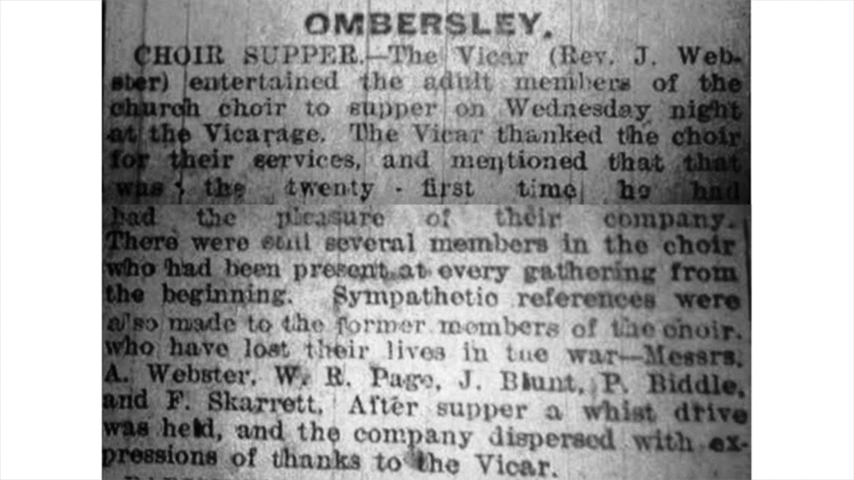 OMBERSLEY.
CHOIR SUPPER.—The Vicar (Rev. J. Web-
ster) entertained the adult members of the
church choir to supper on Wednesday night
at the Vicarage. The Vicar thanked the choir
for their services, and mentioned that that
was the twenty-first time he had
had the pleasure of their company.
There were still several members in the choir
who had been present at every gathering from
the beginning. Sympathetic references were
also made to the former members of the choir.
who have lost their lives in the war—Messrs.
A. Webster, W. R. Page, J. Blunt, P. Biddle,
and F. Skarrett. After supper a whist drive
was held, and the company dispersed with ex-
pressions of thanks to the Vicar.